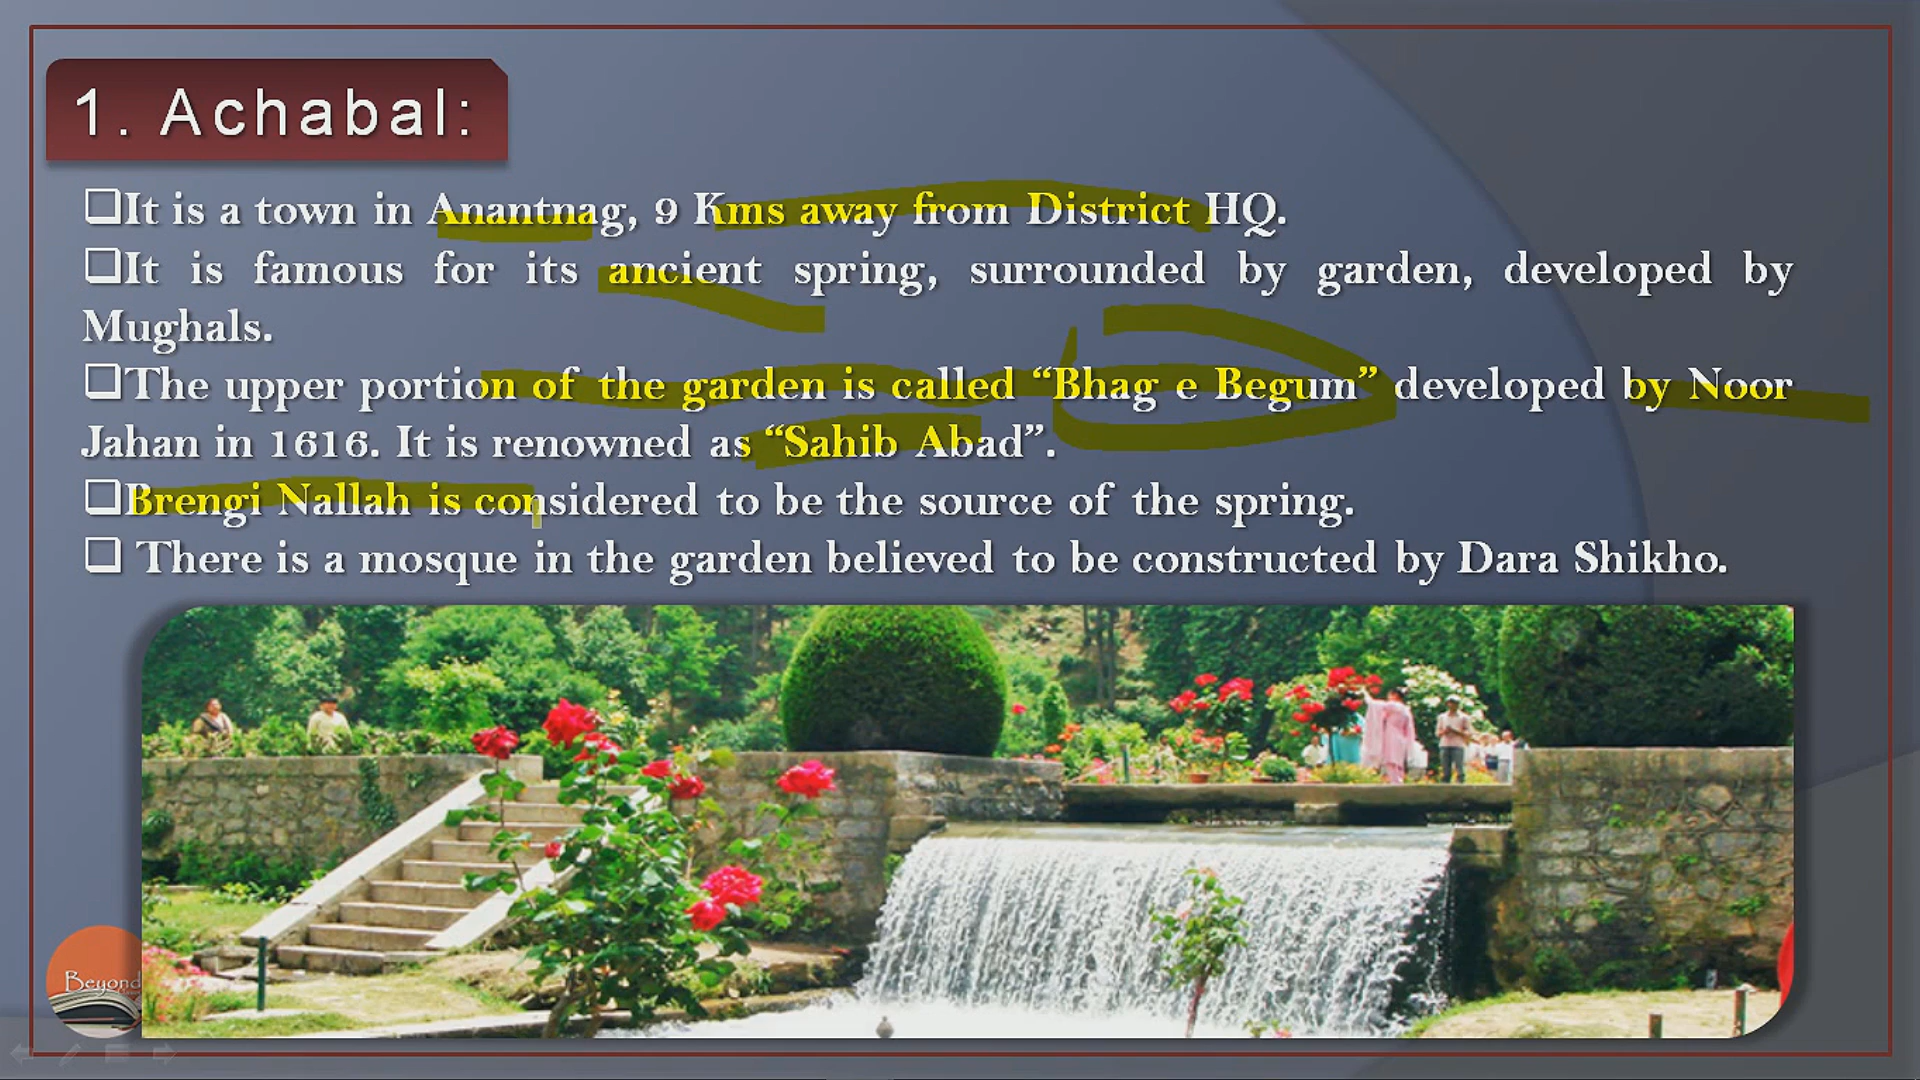 1. Achabal:
❑It is a town in Anantnag, 9 Kms away from District HQ.
❑It is famous for its ancient spring, surrounded by garden, developed by
Mughals.
❑The upper portion of the garden is called “Bhag e Begum” developed by Noor
Jahan in 1616. It is renowned as “Sahib Abad”.
❑Brengi Nallah is considered to be the source of the spring.
❑ There is a mosque in the garden believed to be constructed by Dara Shikho.
Beyond